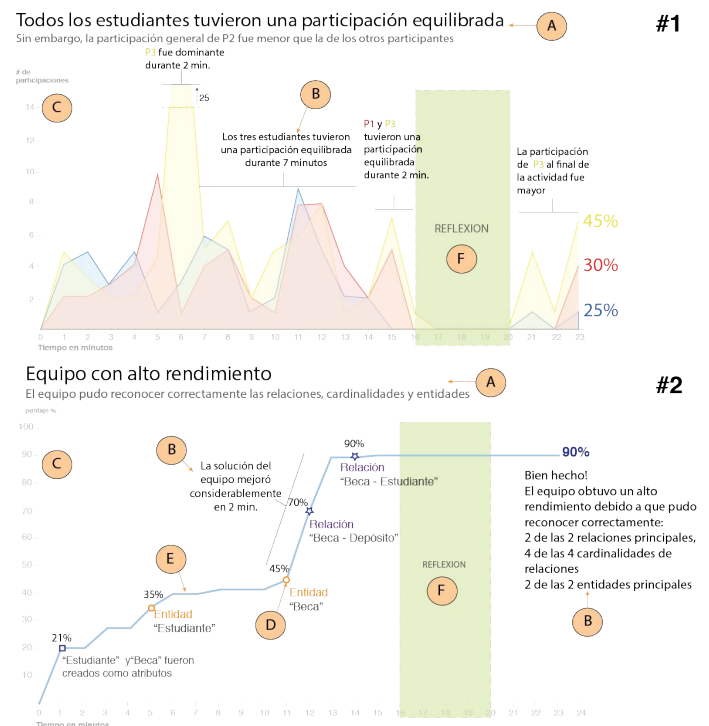 Todos los estudiantes tuvieron una participación equilibrada
A
#1
Sin embargo, la participación general de P2 fue menor que la de los otros participantes
P3 fue dominante
durante 2 min.
# de
participaciones
25
B
C
14
12
10
8
6
4
2
Los tres estudiantes tuvieron
una participación equilibrada
durante 7 minutos
P1 y P3
tuvieron una
participación
equilibrada
durante 2 min.
La participación
de P3 al final de
la actividad fue
mayor
REFLEXION
F
45%
30%
25%
0 1 2 3 4 5 6 7 8 9 10 11 12 13 14 15 16 17 18 19 20 21 22 23
Tiempo en minutos
Equipo con alto rendimiento
A
#2
El equipo pudo reconocer correctamente las relaciones, cardinalidades y entidades
puntaje %
100
90
80
70
60
50
40
30
20
10
C
B
La solución del
equipo mejoró
considerablemente
en 2 min.
90%
Relación
“Beca - Estudiante”
70%
Relación
“Beca - Depósito”
E
45%
Entidad
“Beca”
D
35%
Entidad
“Estudiante”
21%
“Estudiante” y“Beca” fueron
creados como atributos
REFLEXION
F
90%
Bien hecho!
El equipo obtuvo un alto
rendimiento debido a que pudo
reconocer correctamente:
2 de las 2 relaciones principales,
4 de las 4 cardinalidades de
relaciones
2 de las 2 entidades principales
B
0 1 2 3 4 5 6 7 8 9 10 11 12 13 14 15 16 17 18 19 20 21 22 23 24
Tiempo en minutos